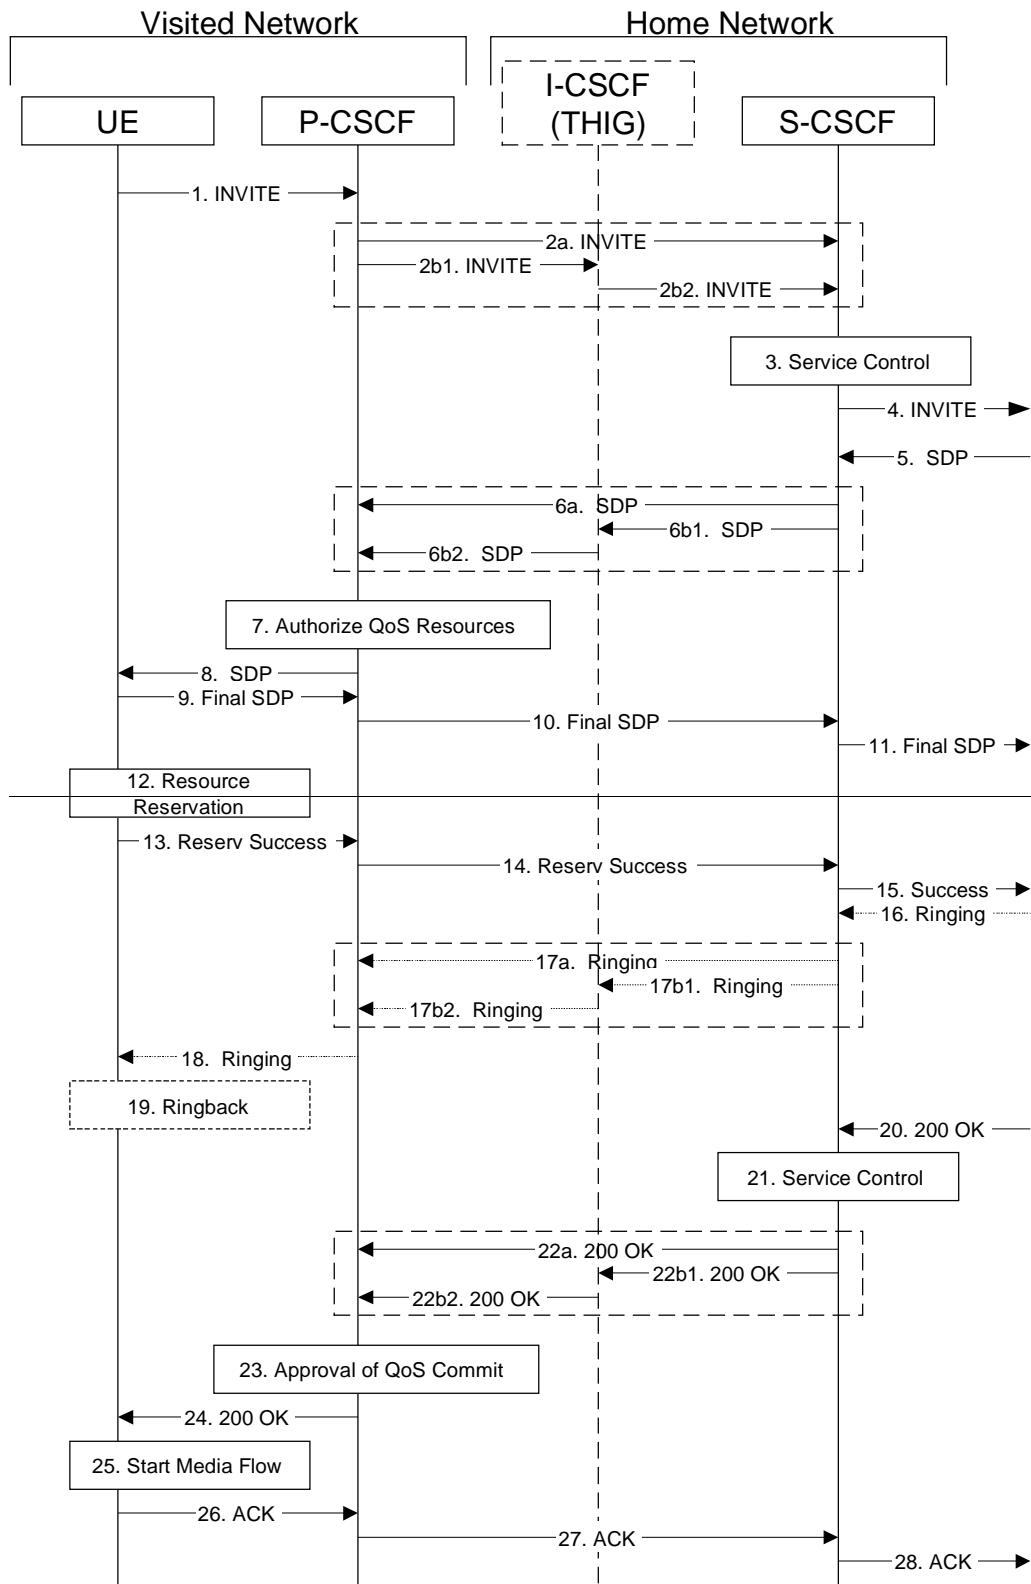 Visited Network
Home Network
UE
P-CSCF
I-CSCF
(THIG)
S-CSCF
1. INVITE
2a. INVITE
2b1. INVITE
2b2. INVITE
3. Service Control
4. INVITE
5. SDP
6a. SDP
6b1. SDP
6b2. SDP
7. Authorize QoS Resources
8. SDP
9. Final SDP
10. Final SDP
11. Final SDP
12. Resource
Reservation
13. Reserv Success
14. Reserv Success
15. Success
16. Ringing
17a. Ringing
17b1. Ringing
17b2. Ringing
18. Ringing
19. Ringback
20. 200 OK
21. Service Control
22a. 200 OK
22b1. 200 OK
22b2. 200 OK
23. Approval of QoS Commit
24. 200 OK
25. Start Media Flow
26. ACK
27. ACK
28. ACK